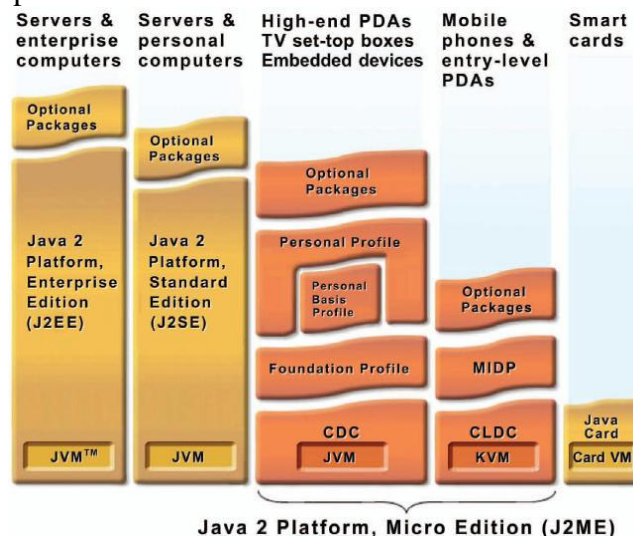 Servers &
enterprise
computers
Servers &
personal
computers
High-end PDAs
TV set-top boxes
Embedded devices
Mobile
phones &
entry-level
PDAs
Smart
cards
Optional
Packages
Java 2
Platform,
Enterprise
Edition
(J2EE)
JVM™
Optional
Packages
Java 2
Platform,
Standard
Edition
(J2SE)
JVM
Optional
Packages
Personal Profile
Personal
Basis
Profile
Foundation Profile
CDC
JVM
Optional
Packages
MIDP
CLDC
KVM
Java
Card
Card VM
Java 2 Platform, Micro Edition (J2ME)